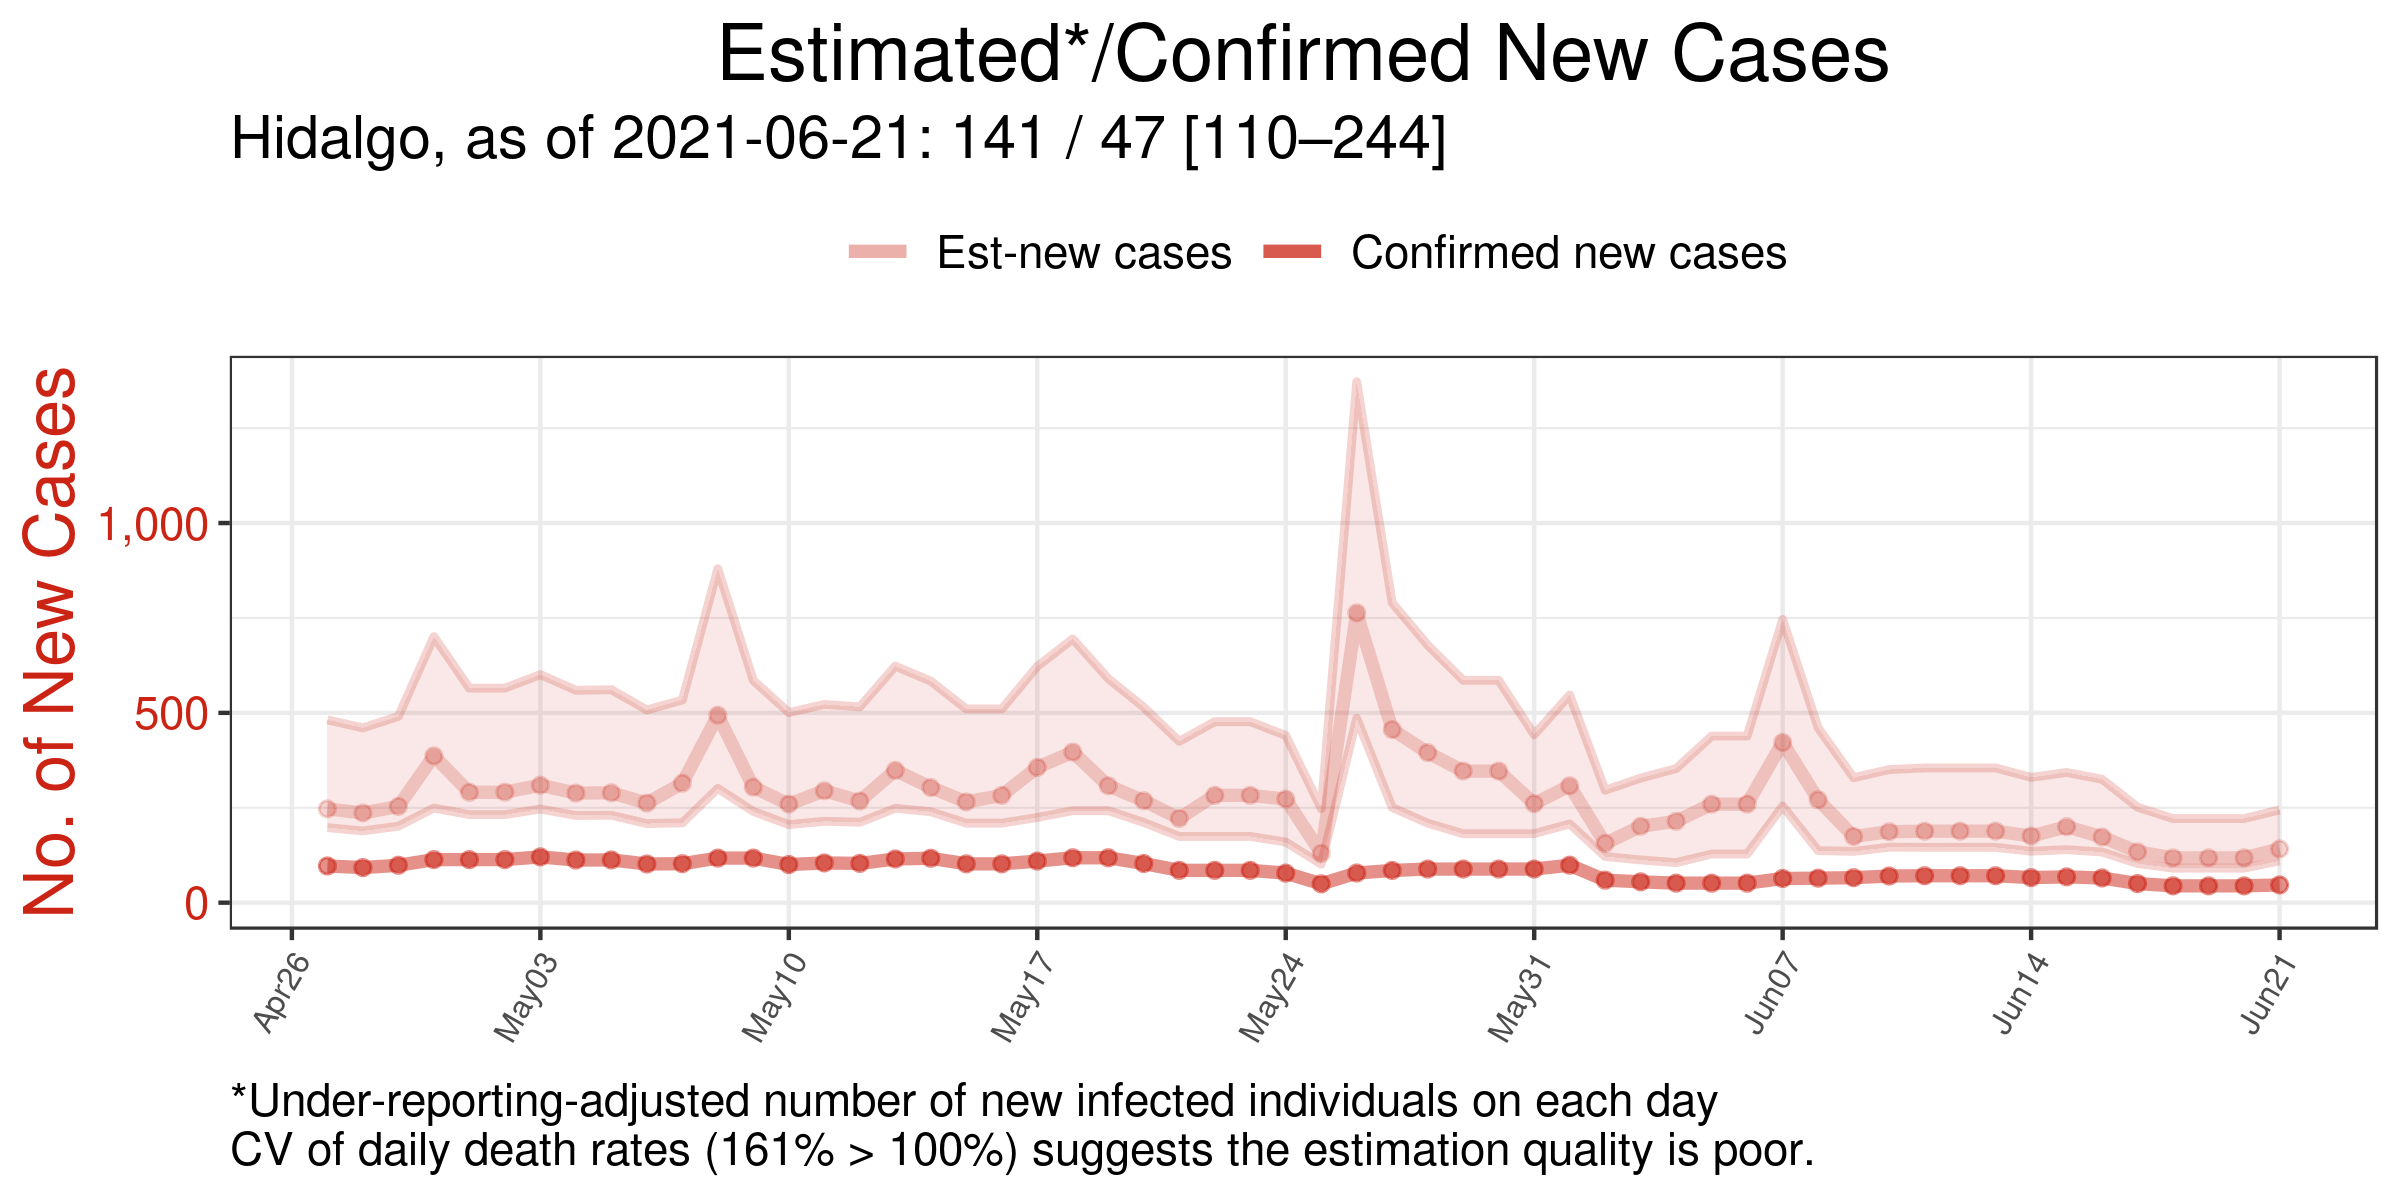 Estimated*/Confirmed New Cases
Hidalgo, as of 2021-06-21: 141 / 47 [110–244]
Est-new cases
Confirmed new cases
No. of New Cases
1,000
500
0
Apr26
May03
May10
May17
May24
May31
Jun07
Jun14
Jun21
*Under-reporting-adjusted number of new infected individuals on each day
CV of daily death rates (161% > 100%) suggests the estimation quality is poor.